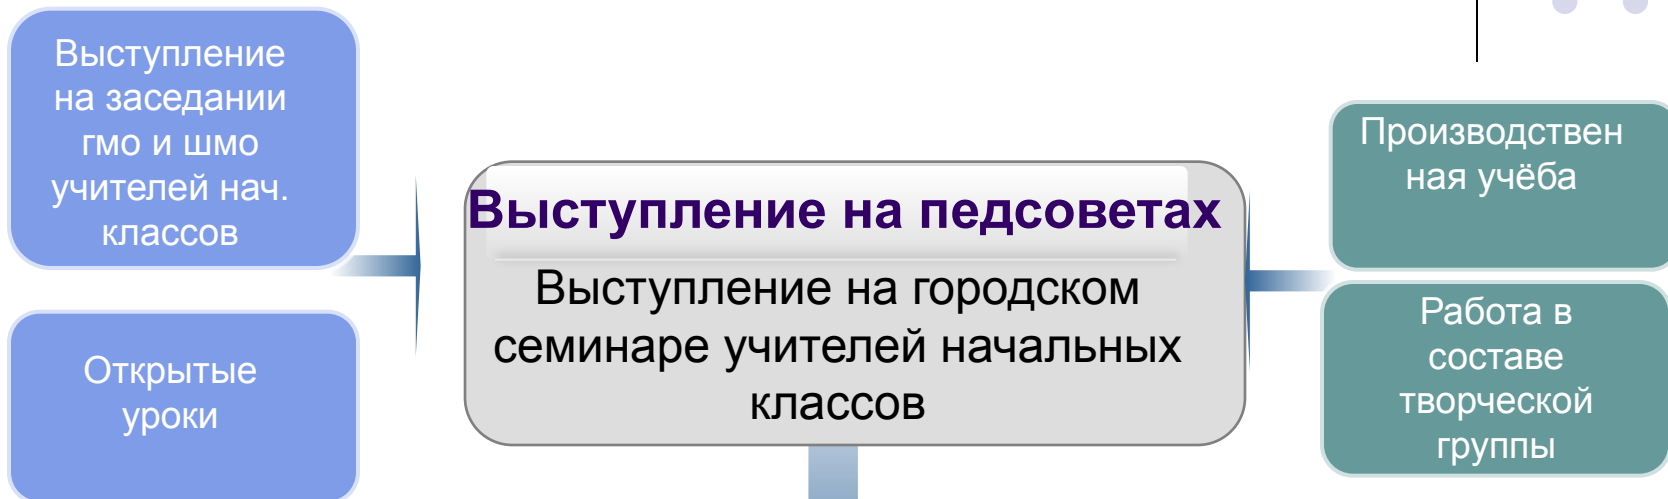 Выступление
на заседании
гмо и шмо
учителей нач.
классов
Открытые
уроки
Выступление на педсоветах
Выступление на городском
семинаре учителей начальных
классов
Производствен
ная учёба
Работа в
составе
творческой
группы